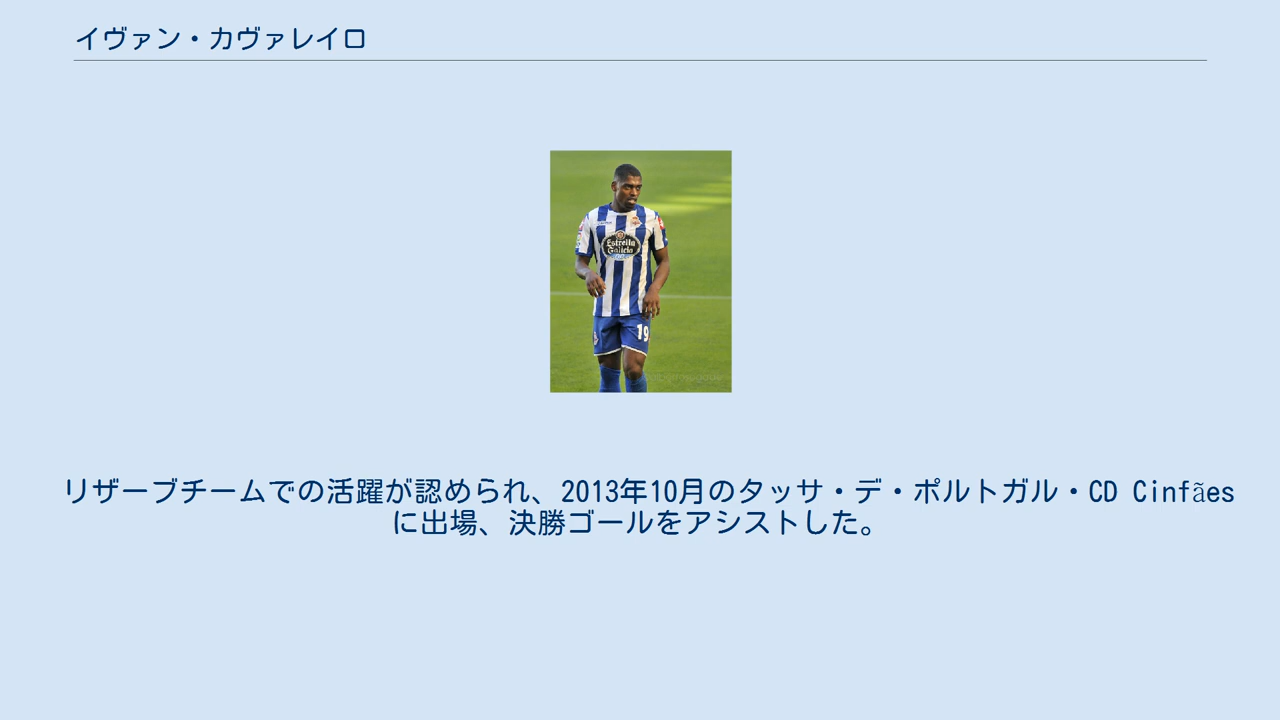 イヴァン・カヴァレイロ
Estrella
Galicia
19
リザーブチームでの活躍が認められ、2013年10月のタッサ・デ・ポルトガル・CD Cinfães
に出場、決勝ゴールをアシストした。